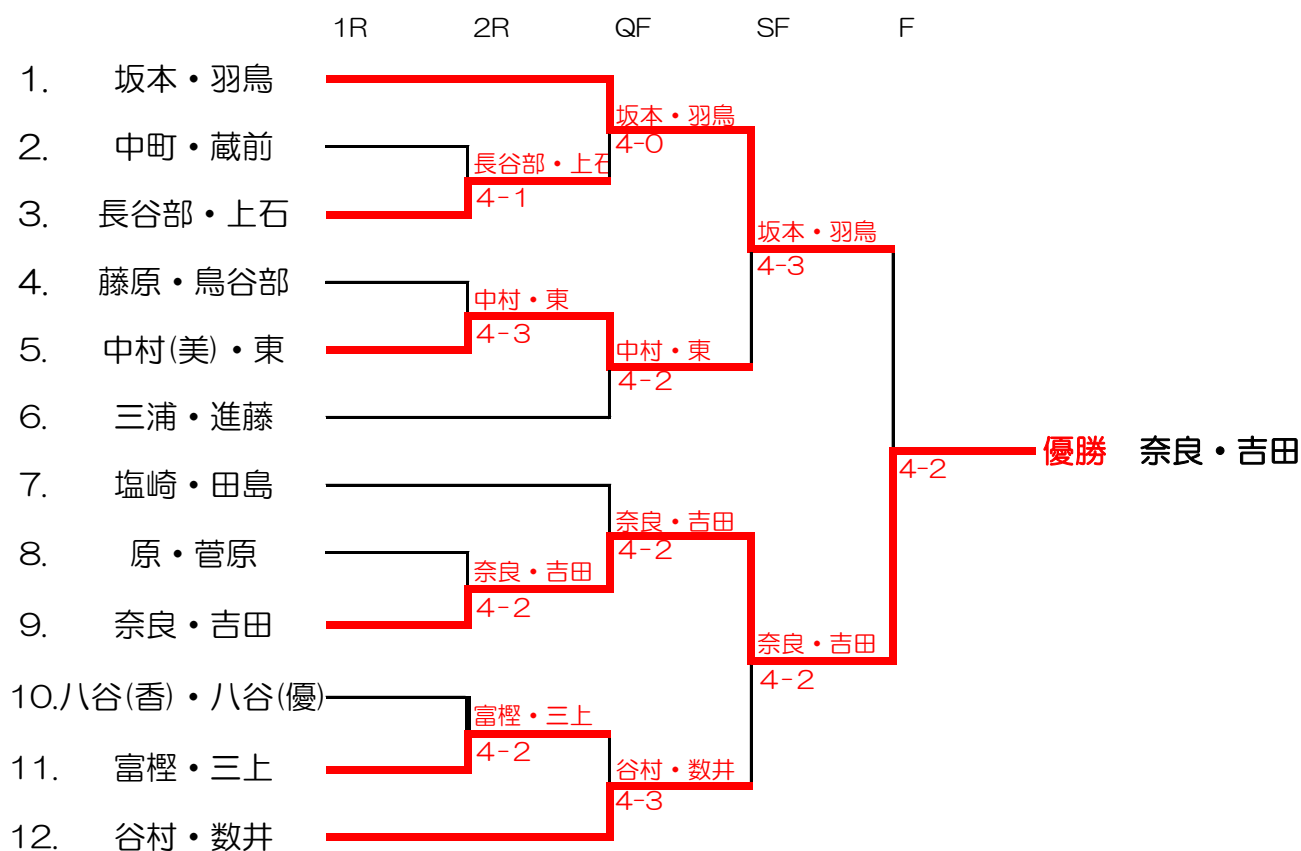 1R 2R QF SF F
1. 坂本・羽鳥
坂本・羽鳥
4-0
2. 中町・蔵前
長谷部・上石
4-1
3. 長谷部・上石
坂本・羽鳥
4-3
4. 藤原・鳥谷部
中村・東
4-3
5. 中村(美)・東
中村・東
4-2
6. 三浦・進藤
優勝 奈良・吉田
4-2
7. 塩崎・田島
奈良・吉田
4-2
8. 原・菅原
奈良・吉田
4-2
9. 奈良・吉田
奈良・吉田
4-2
10.八谷(香)・八谷(優)
富樫・三上
4-2
11. 富樫・三上
谷村・数井
4-3
12. 谷村・数井